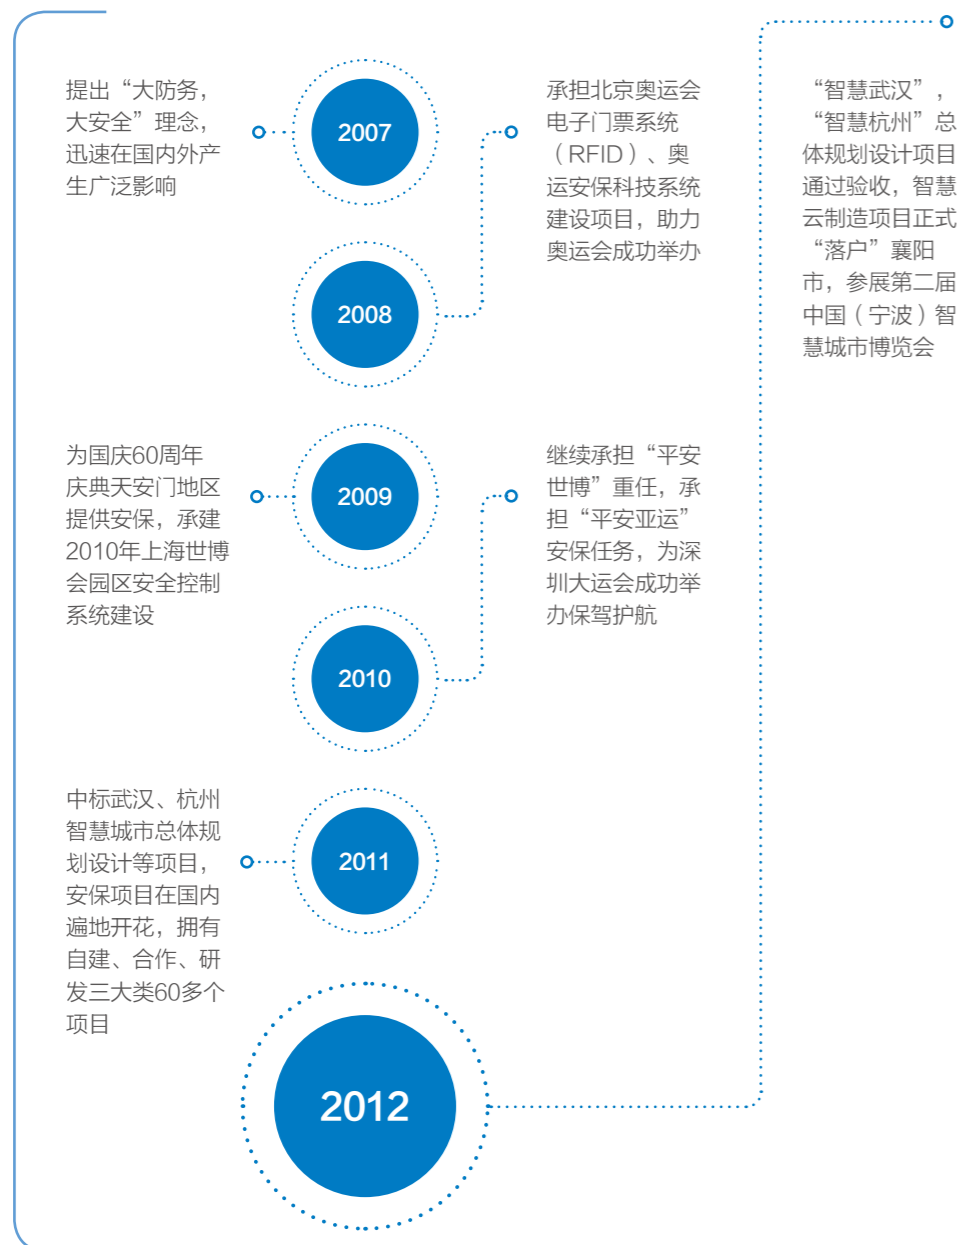 提出“大防务，
大安全”理念，
迅速在国内外产
生广泛影响
2007
承担北京奥运会
电子门票系统
（RFID）、奥
运安保科技系统
建设项目，助力
奥运会成功举办
2008
为国庆60周年
庆典天安门地区
提供安保，承建
2010年上海世博
会园区安全控制
系统建设
2009
继续承担“平安
世博”重任，承
担“平安亚运”
安保任务，为深
圳大运会成功举
办保驾护航
2010
中标武汉、杭州
智慧城市总体规
划设计等项目，
安保项目在国内
遍地开花，拥有
自建、合作、研
发三大类60多个
项目
2011
2012
“智慧武汉”，
“智慧杭州”总
体规划设计项目
通过验收，智慧
云制造项目正式
“落户”襄阳
市，参展第二届
中国（宁波）智
慧城市博览会